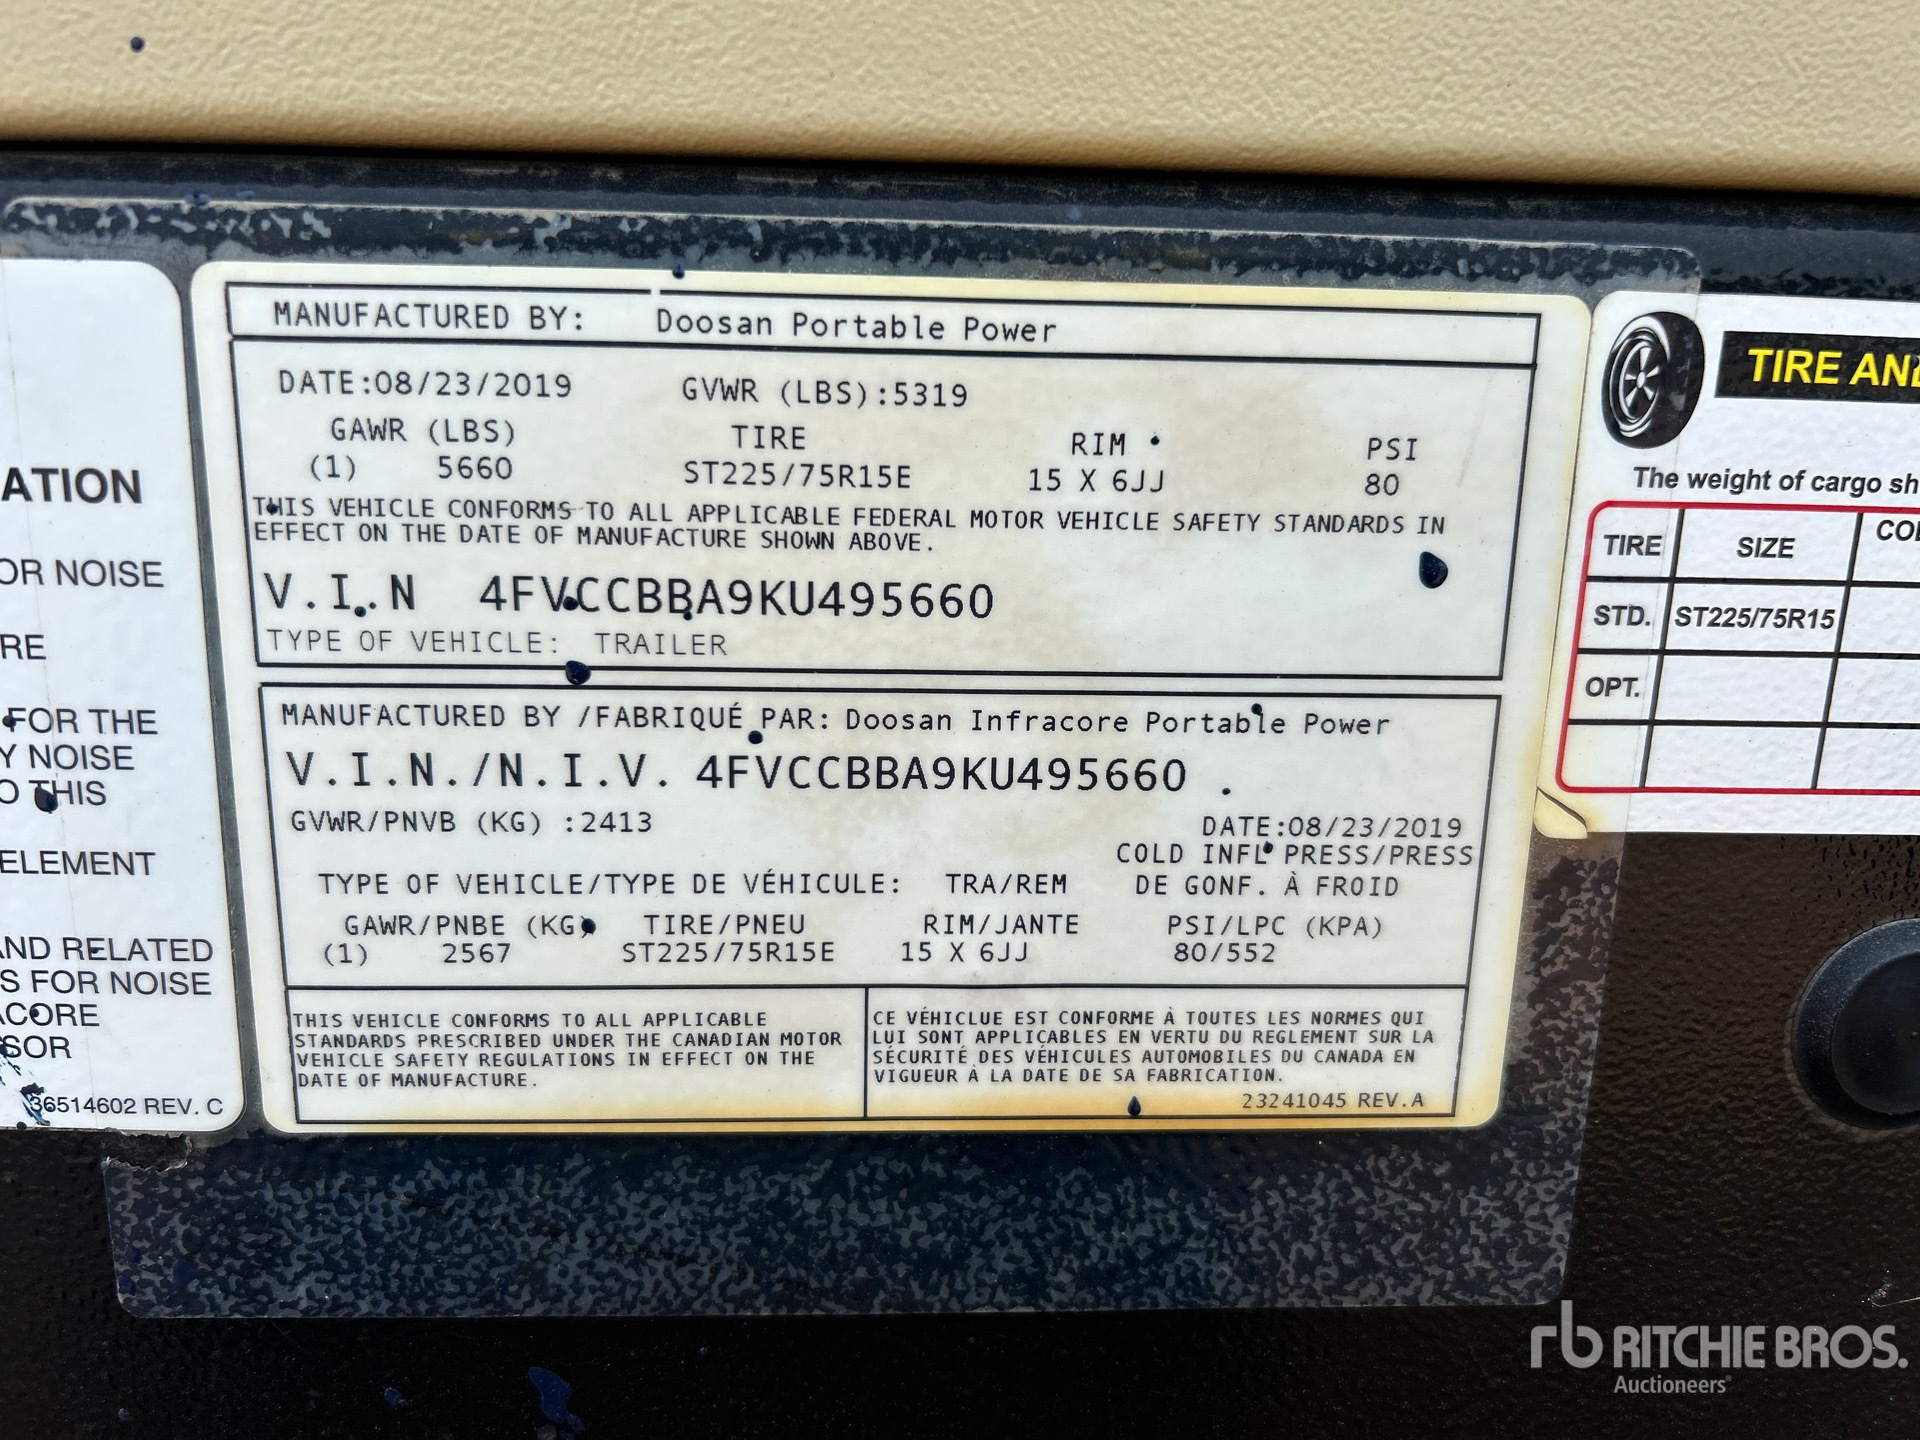 ATION
OR NOISE
RE
FOR THE
Y NOISE
O THIS
ELEMENT
AND RELATED
S FOR NOISE
ACORE
SOR
36514602 REV. C
MANUFACTURED BY: Doosan Portable Power
DATE:08/23/2019 GVWR (LBS):5319
GAWR (LBS) TIRE RIM PSI
(1) 5660 ST225/75R15E 15 X 6JJ 80
THIS VEHICLE CONFORMS TO ALL APPLICABLE FEDERAL MOTOR VEHICLE SAFETY STANDARDS IN
EFFECT ON THE DATE OF MANUFACTURE SHOWN ABOVE.
V.I.N 4FVCCBBA9KU495660
TYPE OF VEHICLE: TRAILER
MANUFACTURED BY /FABRIQUÉ PAR: Doosan Infracore Portable Power
V.I.N./N.I.V. 4FVCCBBA9KU495660
GVWR/PNVB (KG) :2413 DATE:08/23/2019
COLD INFL PRESS/PRESS
TYPE OF VEHICLE/TYPE DE VÉHICULE: TRA/REM DE GONF. À FROID
GAWR/PNBE (KG) TIRE/PNEU RIM/JANTE PSI/LPC (KPA)
(1) 2567 ST225/75R15E 15 X 6JJ 80/552
THIS VEHICLE CONFORMS TO ALL APPLICABLE
STANDARDS PRESCRIBED UNDER THE CANADIAN MOTOR
VEHICLE SAFETY REGULATIONS IN EFFECT ON THE
DATE OF MANUFACTURE.
CE VÉHICLUE EST CONFORME À TOUTES LES NORMES QUI
LUI SONT APPLICABLES EN VERTU DU REGLEMENT SUR LA
SÉCURITÉ DES VÉHICULES AUTOMOBILES DU CANADA EN
VIGUEUR À LA DATE DE SA FABRICATION.
23241045 REV.A
TIRE AND
The weight of cargo sh
TIRE SIZE COL
STD. ST225/75R15
OPT.
rb RITCHIE BROS.
Auctioneers